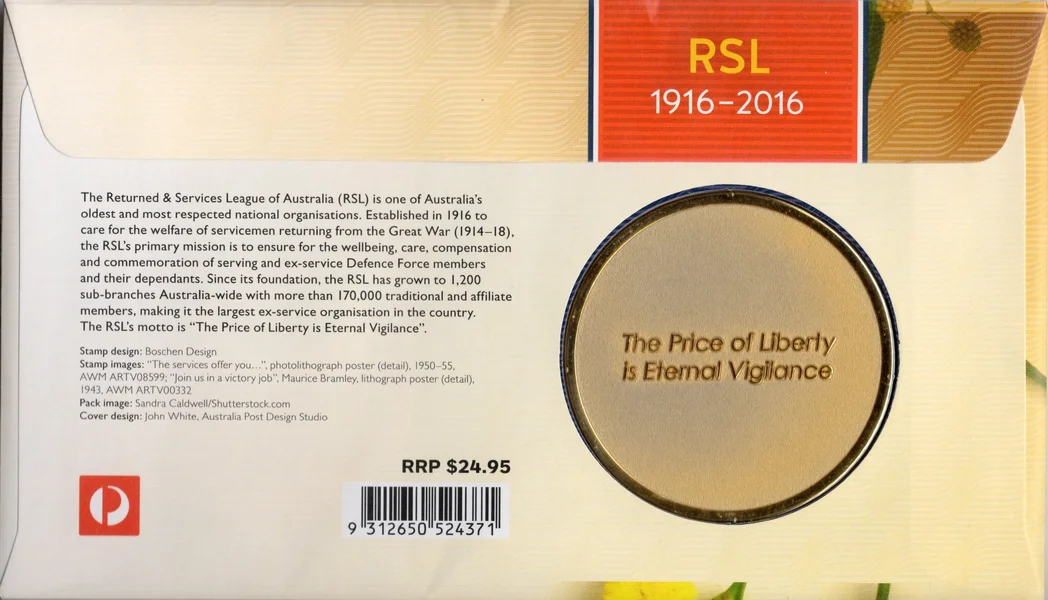 RSL
1916–2016
The Returned & Services League of Australia (RSL) is one of Australia's
oldest and most respected national organisations. Established in 1916 to
care for the welfare of servicemen returning from the Great War (1914–18),
the RSL's primary mission is to ensure for the wellbeing, care, compensation
and commemoration of serving and ex-service Defence Force members
and their dependants. Since its foundation, the RSL has grown to 1,200
sub-branches Australia-wide with more than 170,000 traditional and affiliate
members, making it the largest ex-service organisation in the country.
The RSL's motto is “The Price of Liberty is Eternal Vigilance”.
Stamp design: Boschen Design
Stamp images: “The services offer you...”, photolithograph poster (detail), 1950–55,
AWM ARTV08599; “Join us in a victory job”, Maurice Bramley, lithograph poster (detail),
1943, AWM ARTV00332
Pack image: Sandra Caldwell/Shutterstock.com
Cover design: John White, Australia Post Design Studio
RRP $24.95
9 312650 524371
The Price of Liberty
is Eternal Vigilance